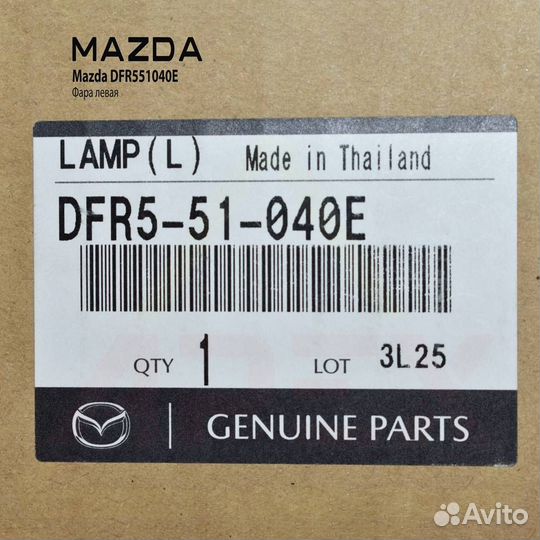 MAZDA
Mazda DFR551040E
Фара левая
LAMP(L) Made in Thailand
DFR5-51-040E
QTY 1 LOT 3L25
GENUINE PARTS
Avito